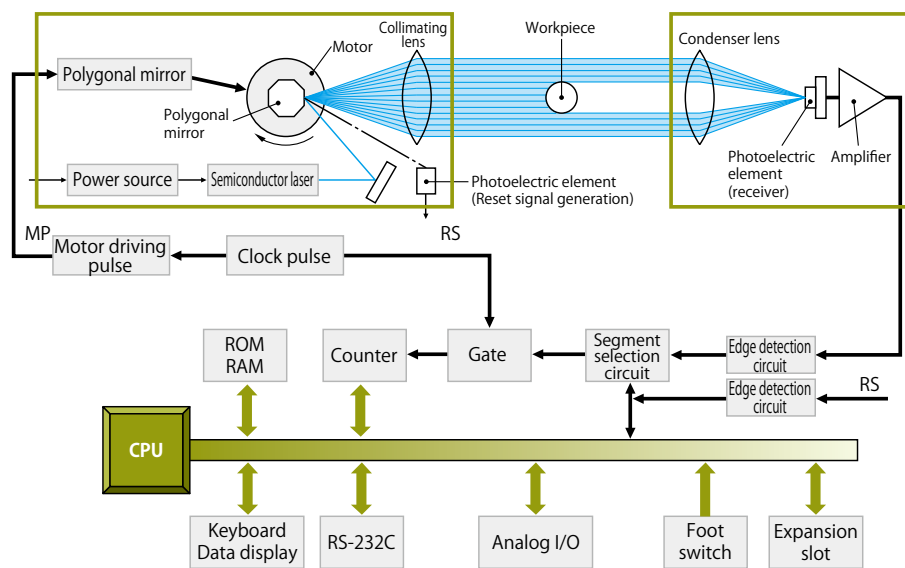 Collimating
lens
Workpiece
Condenser lens
Motor
Polygonal mirror
Polygonal
mirror
Photoelectric
element
(receiver)
Amplifier
Power source
Semiconductor laser
Photoelectric element
(Reset signal generation)
MP
Motor driving
pulse
Clock pulse
RS
ROM
RAM
Counter
Gate
Segment
selection
circuit
Edge detection
circuit
Edge detection
circuit
RS
CPU
Keyboard
Data display
RS-232C
Analog I/O
Foot
switch
Expansion
slot